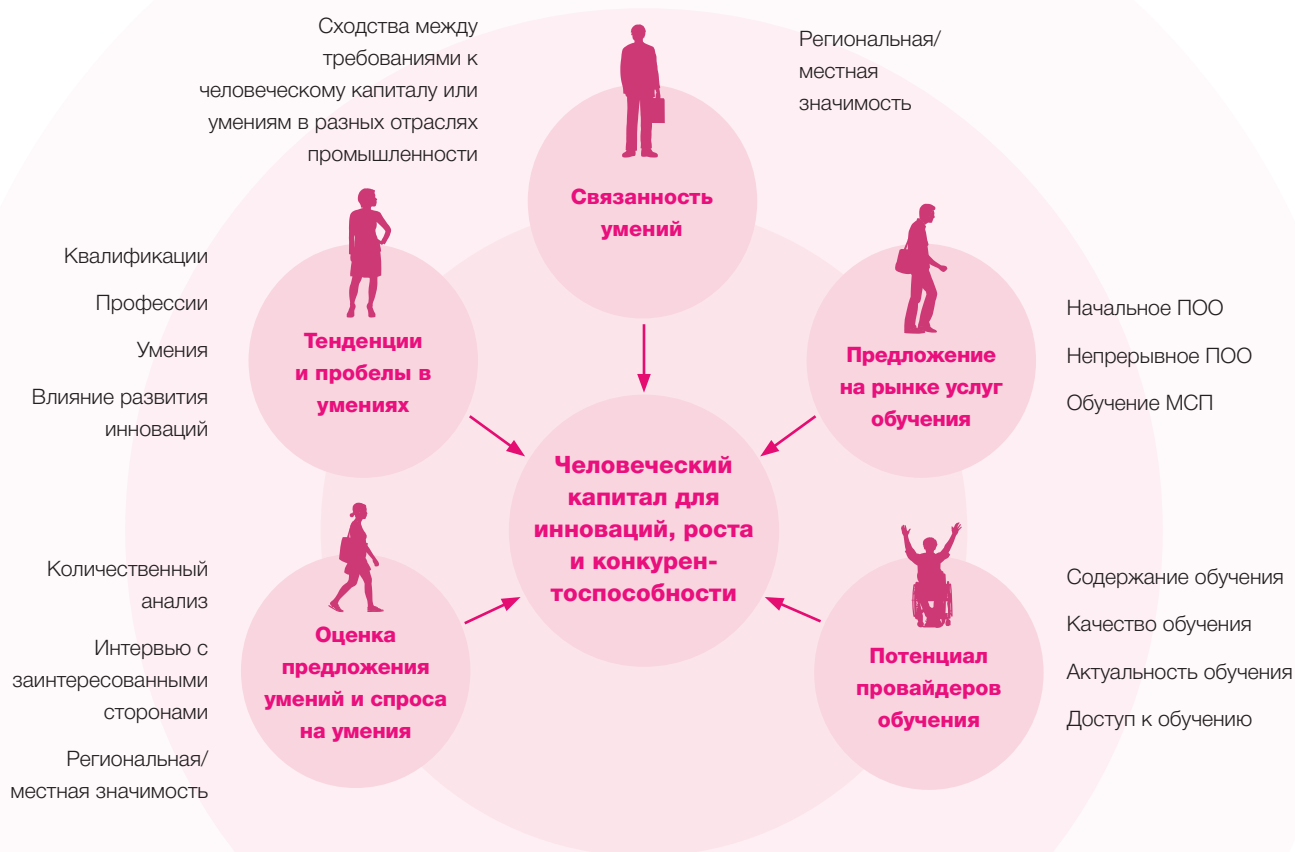 Сходства между
требованиями к
человеческому капиталу или
умениям в разных отраслях
промышленности
Региональная/
местная
значимость
Связанность
умений
Квалификации
Профессии
Умения
Влияние развития
инноваций
Тенденции
и пробелы в
умениях
Предложение
на рынке услуг
обучения
Начальное ПОО
Непрерывное ПОО
Обучение МСП
Человеческий
капитал для
инноваций, роста
и конкурен-
тоспособности
Количественный
анализ
Интервью с
заинтересованными
сторонами
Региональная/
местная значимость
Оценка
предложения
умений и спроса
на умения
Потенциал
провайдеров
обучения
Содержание обучения
Качество обучения
Актуальность обучения
Доступ к обучению